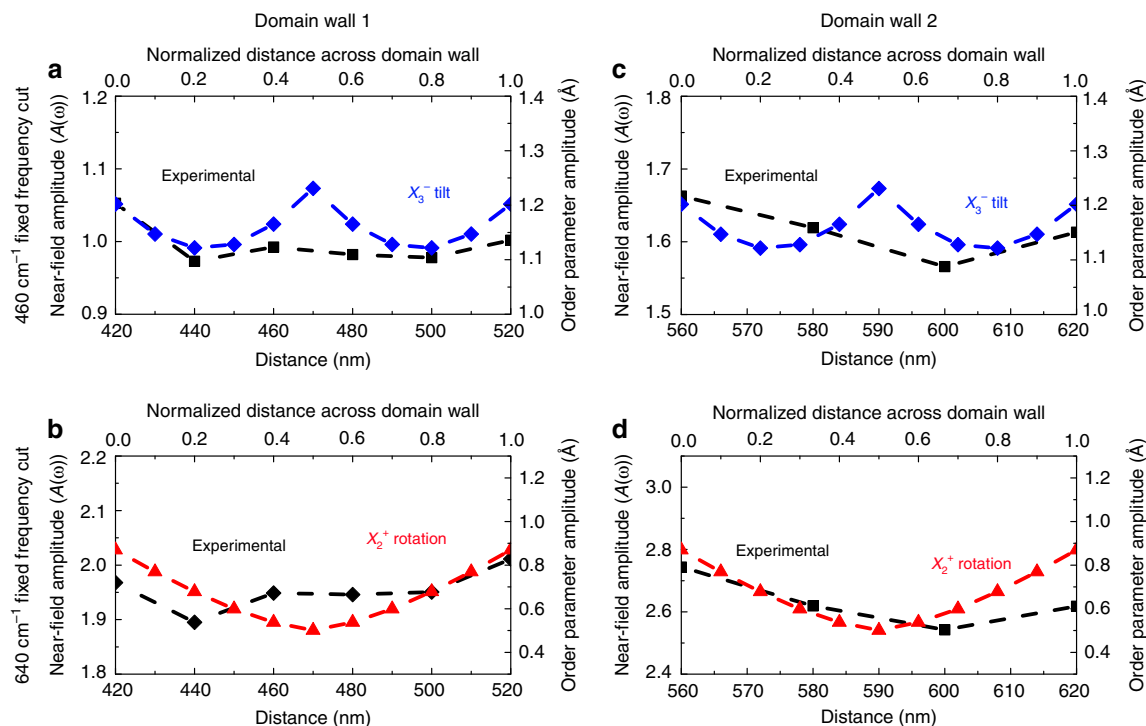 Domain wall 1
Domain wall 2
a
Normalized distance across domain wall
0.0 0.2 0.4 0.6 0.8 1.0
460 cm⁻¹ fixed frequency cut
Near-field amplitude (A(ω))
1.2
1.1
1.0
0.9
Experimental
X₃⁻ tilt
1.4
1.3
1.2
1.1
1.0
Order parameter amplitude (Å)
420 440 460 480 500 520
Distance (nm)
c
Normalized distance across domain wall
0.0 0.2 0.4 0.6 0.8 1.0
Near-field amplitude (A(ω))
1.8
1.7
1.6
1.5
Experimental
X₃⁻ tilt
1.4
1.3
1.2
1.1
1.0
Order parameter amplitude (Å)
560 570 580 590 600 610 620
Distance (nm)
b
Normalized distance across domain wall
0.0 0.2 0.4 0.6 0.8 1.0
640 cm⁻¹ fixed frequency cut
Near-field amplitude (A(ω))
2.2
2.1
2.0
1.9
1.8
Experimental
X₂⁺ rotation
1.2
1.0
0.8
0.6
0.4
Order parameter amplitude (Å)
420 440 460 480 500 520
Distance (nm)
d
Normalized distance across domain wall
0.0 0.2 0.4 0.6 0.8 1.0
Near-field amplitude (A(ω))
3.0
2.8
2.6
2.4
Experimental
X₂⁺ rotation
1.2
1.0
0.8
0.6
0.4
Order parameter amplitude (Å)
560 570 580 590 600 610 620
Distance (nm)